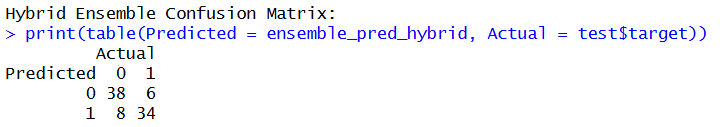 Hybrid Ensemble Confusion Matrix:
> print(table(Predicted = ensemble_pred_hybrid, Actual = test$target))
         Actual
Predicted  0  1
        0 38  6
        1  8 34